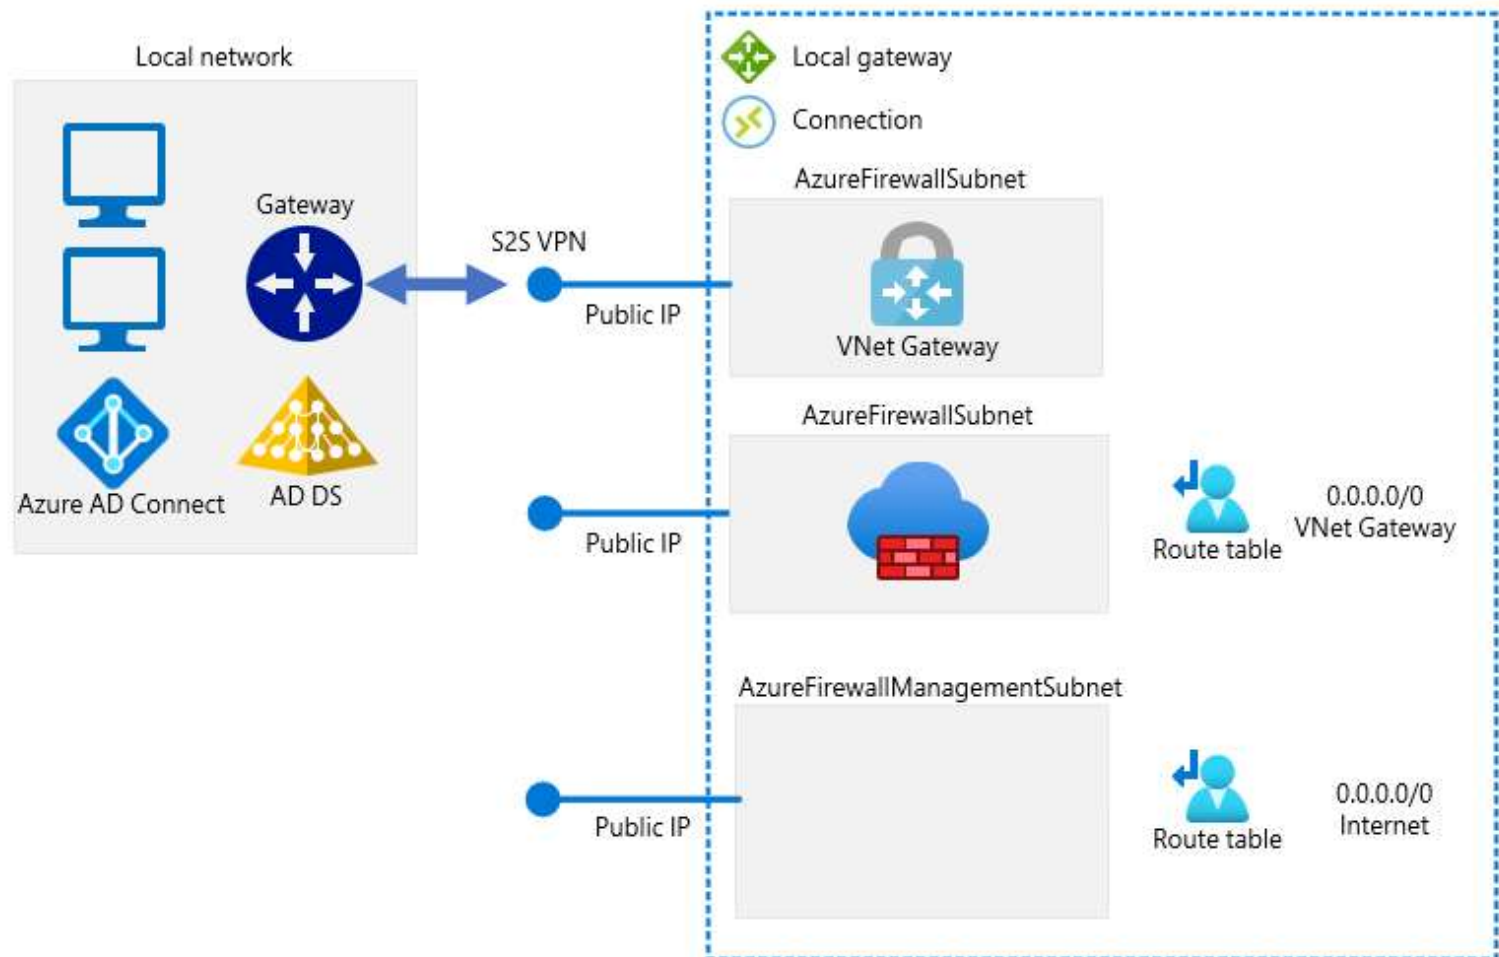 Local network
Gateway
Azure AD Connect
AD DS
S2S VPN
Public IP
Public IP
Public IP
Local gateway
Connection
AzureFirewallSubnet
VNet Gateway
AzureFirewallSubnet
Route table
0.0.0.0/0
VNet Gateway
AzureFirewallManagementSubnet
Route table
0.0.0.0/0
Internet